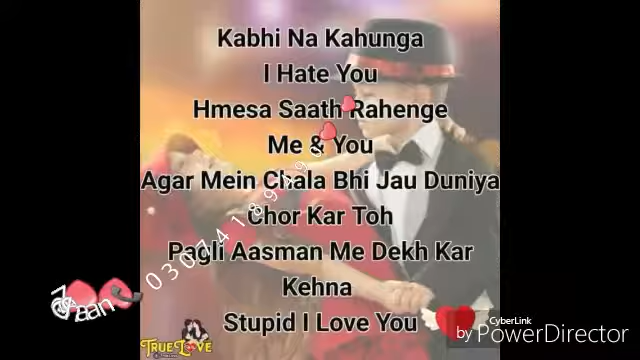 Kabhi Na Kahunga
I Hate You
Hmesa Saath Rahenge
Me & You
Agar Mein Chala Bhi Jau Duniya
Chor Kar Toh
Pagli Aasman Me Dekh Kar
Kehna
Stupid I Love You
TRUE LOVE
CyberLink
by PowerDirector